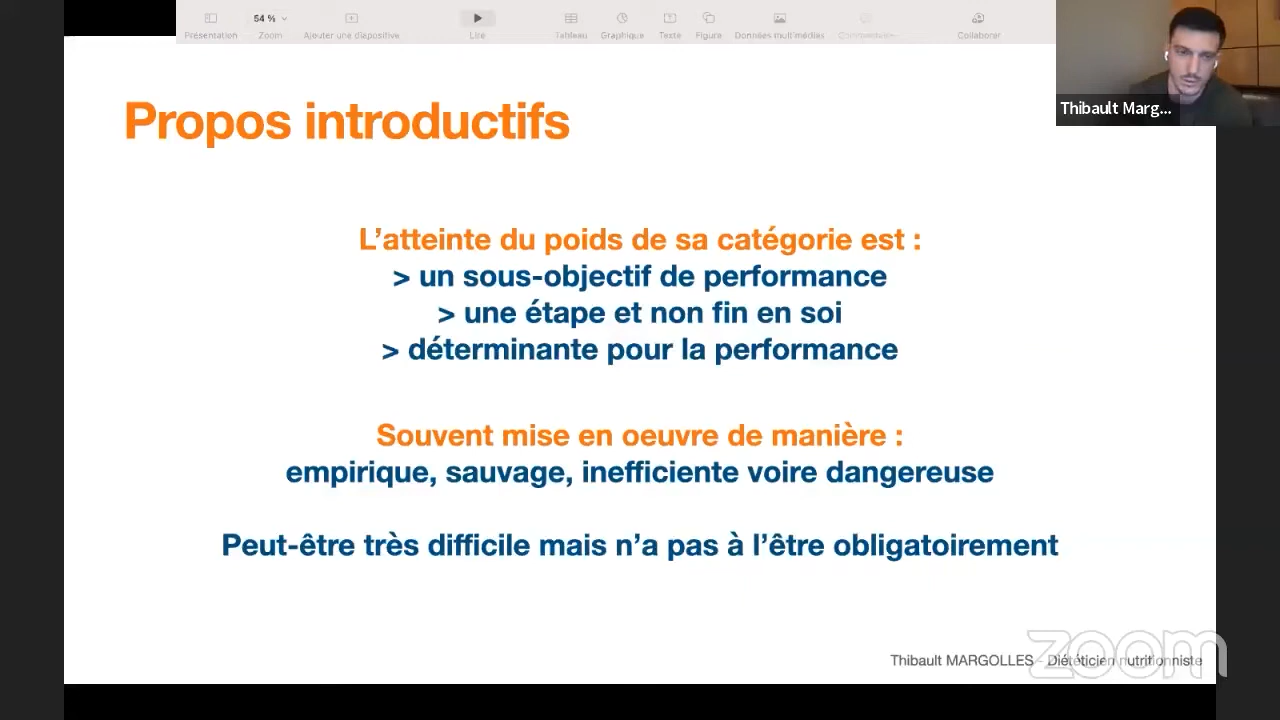 54 %
Présentation
Zoom
Ajouter une diapositive
Lire
Tableau
Graphique
Texte
Figure
Données multimédias
Collaborer
Thibault Marg...
Propos introductifs
L'atteinte du poids de sa catégorie est :
> un sous-objectif de performance
> une étape et non fin en soi
> déterminante pour la performance
Souvent mise en oeuvre de manière :
empirique, sauvage, inefficiente voire dangereuse
Peut-être très difficile mais n'a pas à l'être obligatoirement
Thibault MARGOLLES - Diététicien nutritionniste
zoom